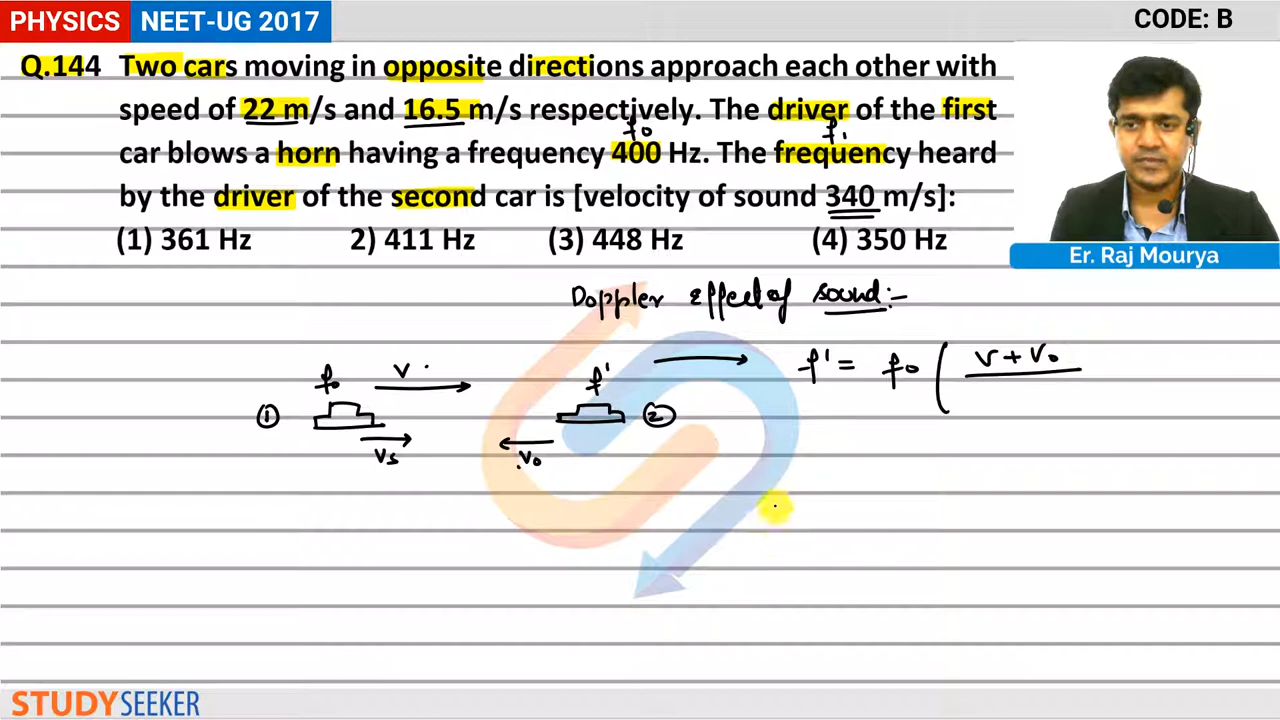 PHYSICS NEET-UG 2017 CODE: B
Q.144 Two cars moving in opposite directions approach each other with
speed of 22 m/s and 16.5 m/s respectively. The driver of the first
f₀ f'
car blows a horn having a frequency 400 Hz. The frequency heard
by the driver of the second car is [velocity of sound 340 m/s]:
(1) 361 Hz 2) 411 Hz (3) 448 Hz (4) 350 Hz
Er. Raj Mourya
Doppler effect of sound :-
f₀ V f' f' = f₀ ( V + V₀
① ②
Vs V₀
STUDY SEEKER